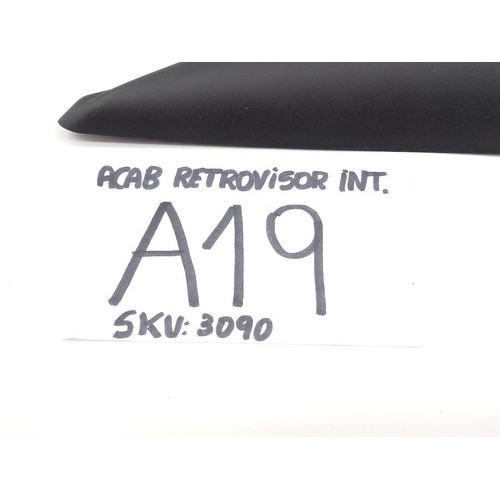 ACAB RETROVISOR INT.
A19
SKU: 3090